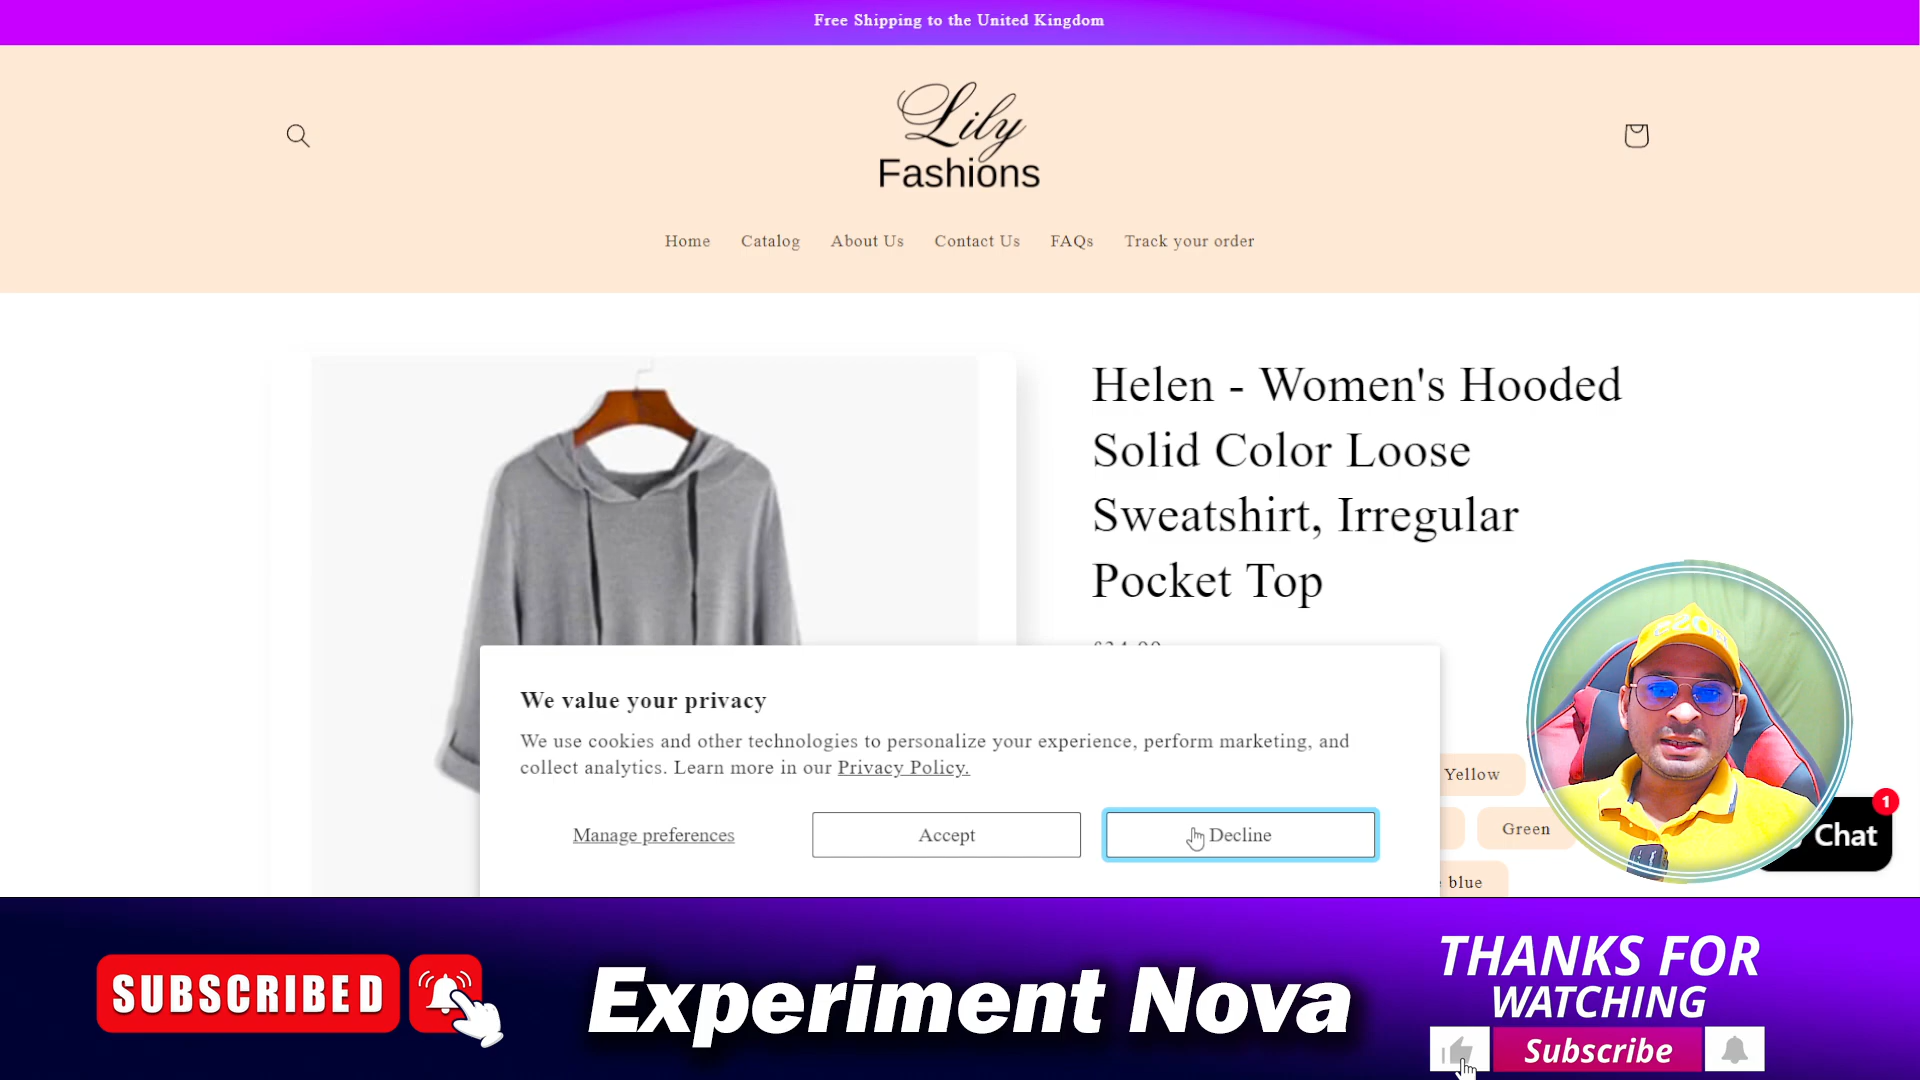 Free Shipping to the United Kingdom
Lily
Fashions
Home Catalog About Us Contact Us FAQs Track your order
Helen - Women's Hooded
Solid Color Loose
Sweatshirt, Irregular
Pocket Top
We value your privacy
We use cookies and other technologies to personalize your experience, perform marketing, and
collect analytics. Learn more in our Privacy Policy.
Manage preferences Accept Decline
Yellow
Green
blue
1
Chat
SUBSCRIBED
Experiment Nova
THANKS FOR
WATCHING
Subscribe